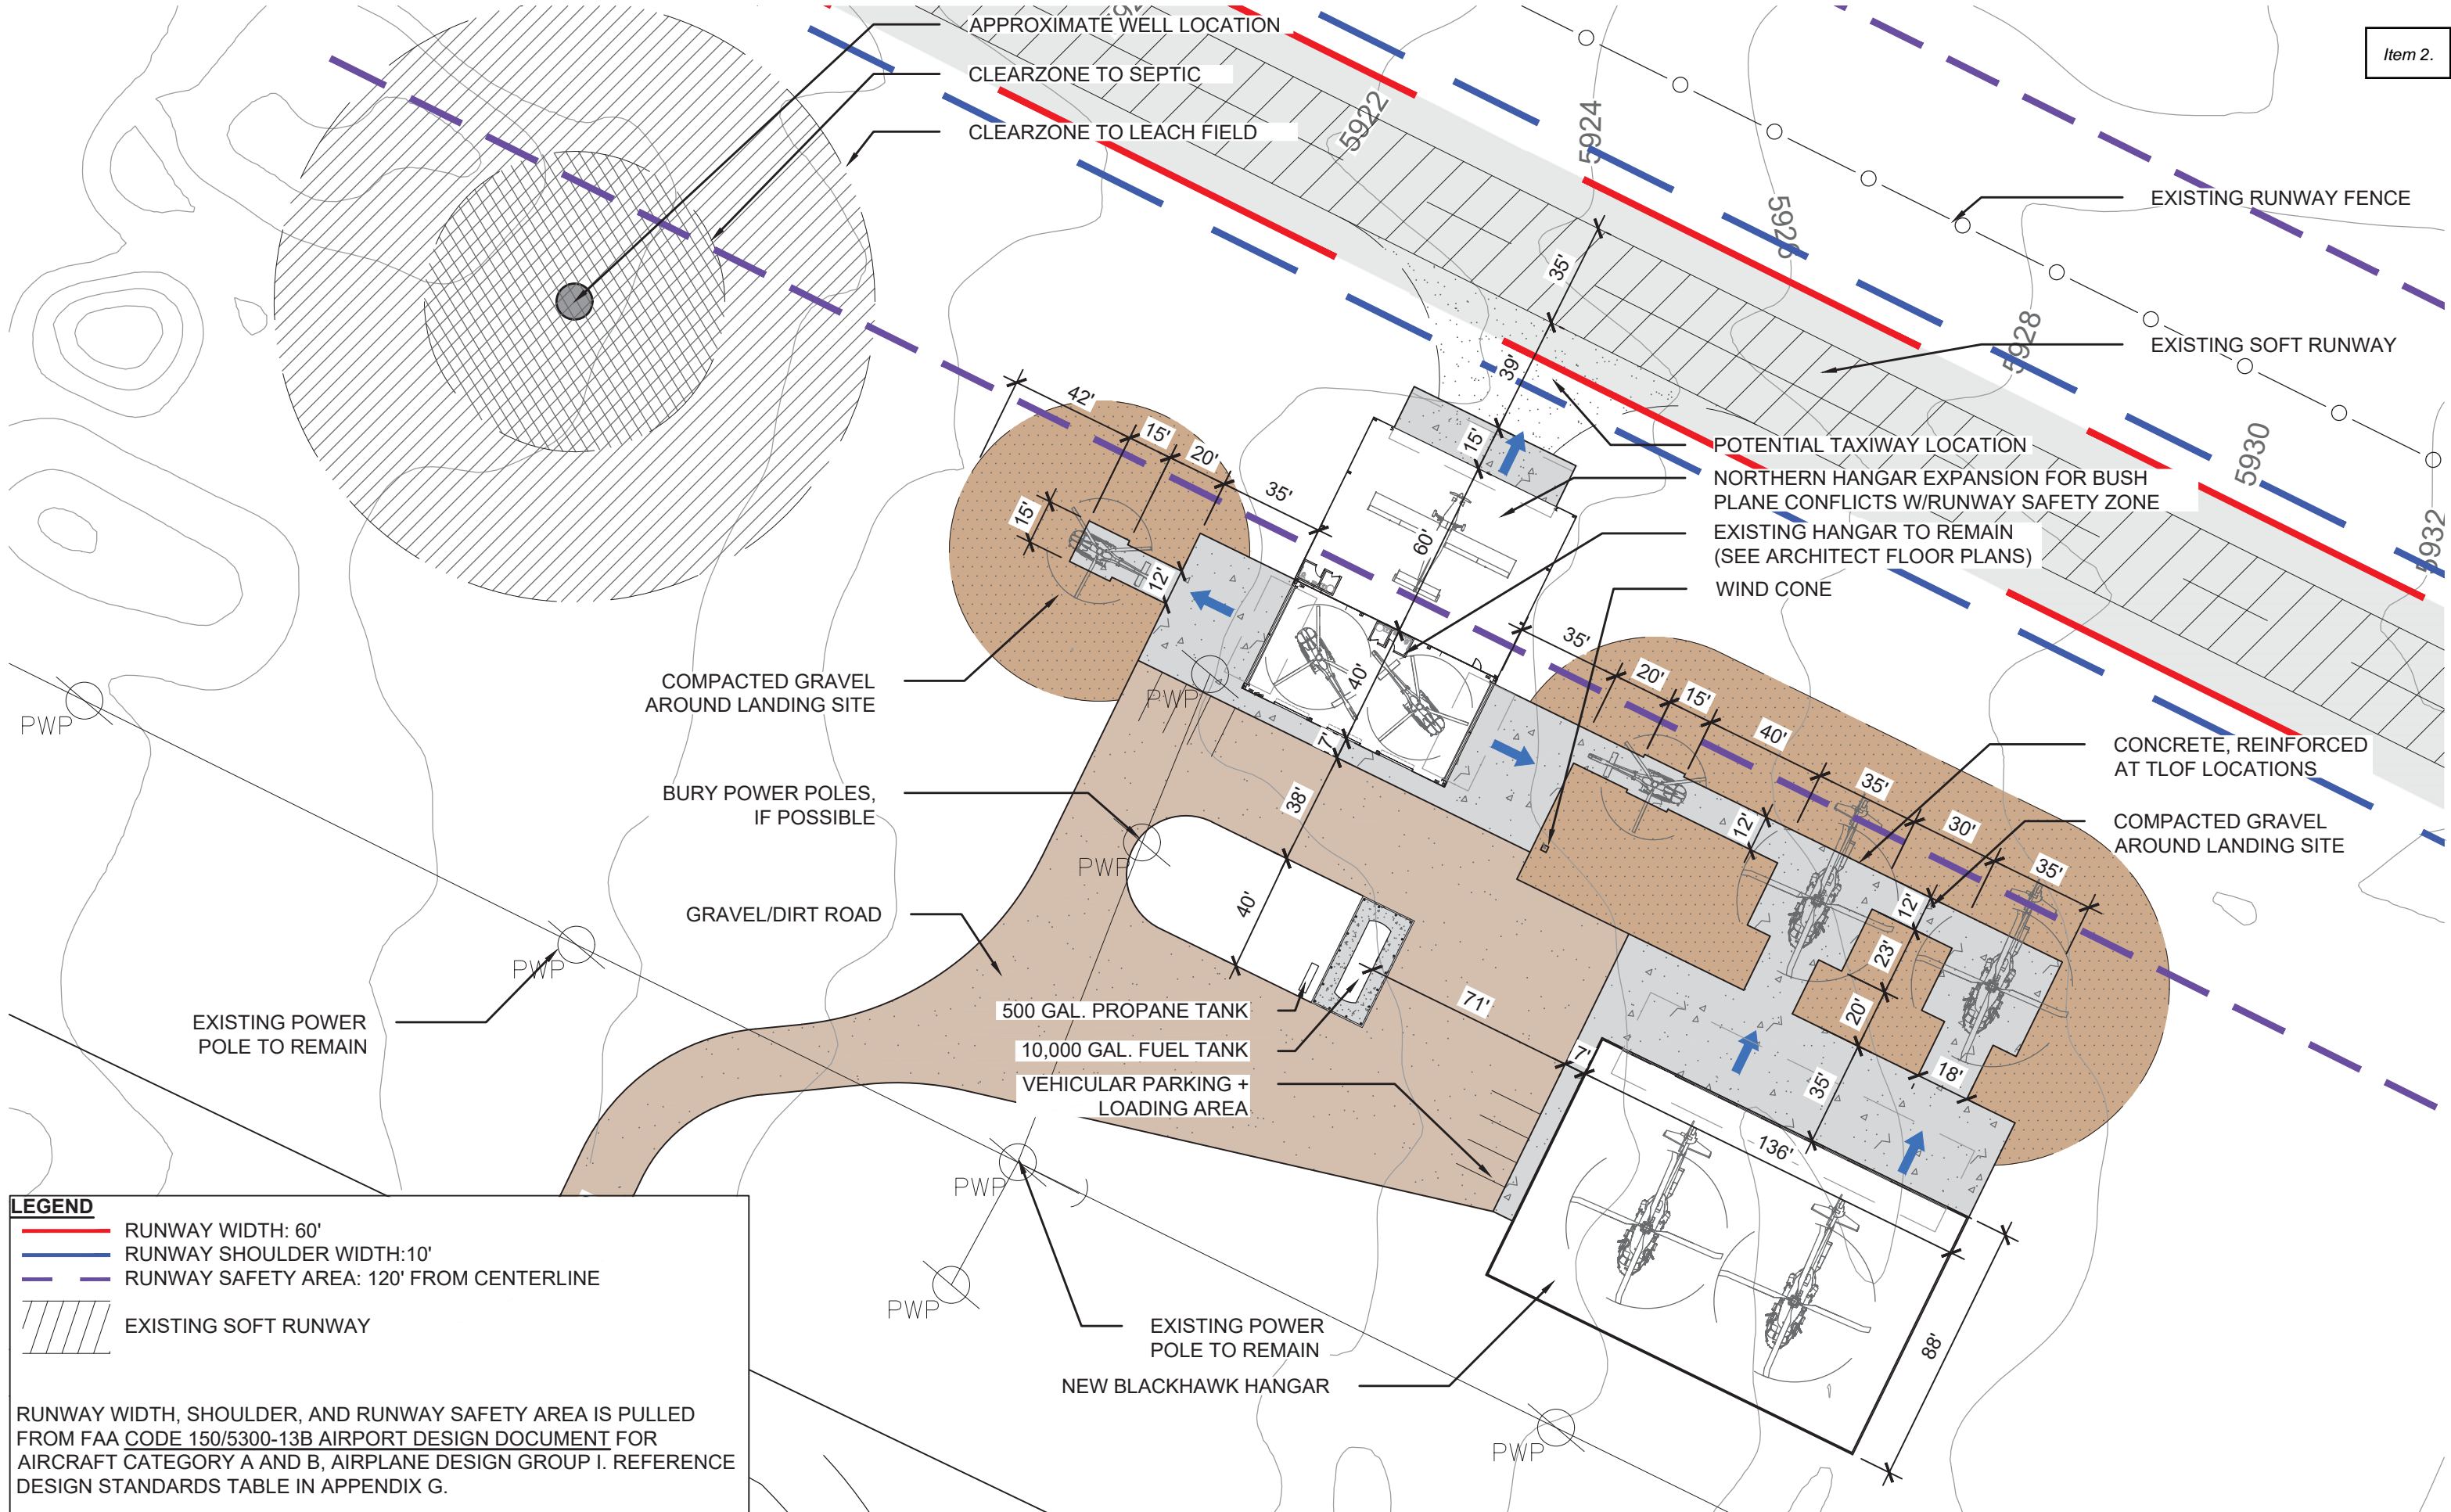 Item 2.
APPROXIMATE WELL LOCATION
CLEARZONE TO SEPTIC
CLEARZONE TO LEACH FIELD
5922
5924
5928
5930
5932
EXISTING RUNWAY FENCE
EXISTING SOFT RUNWAY
35'
39'
15'
42'
15'
20'
35'
15'
12'
60'
40'
7'
38'
40'
POTENTIAL TAXIWAY LOCATION
NORTHERN HANGAR EXPANSION FOR BUSH
PLANE CONFLICTS W/RUNWAY SAFETY ZONE
EXISTING HANGAR TO REMAIN
(SEE ARCHITECT FLOOR PLANS)
WIND CONE
35'
20'
15'
40'
35'
30'
35'
12'
12'
23'
20'
18'
35'
71'
7'
136'
88'
CONCRETE, REINFORCED
AT TLOF LOCATIONS
COMPACTED GRAVEL
AROUND LANDING SITE
COMPACTED GRAVEL
AROUND LANDING SITE
BURY POWER POLES,
IF POSSIBLE
GRAVEL/DIRT ROAD
PWP
PWP
PWP
PWP
PWP
PWP
PWP
EXISTING POWER
POLE TO REMAIN
500 GAL. PROPANE TANK
10,000 GAL. FUEL TANK
VEHICULAR PARKING +
LOADING AREA
EXISTING POWER
POLE TO REMAIN
NEW BLACKHAWK HANGAR
LEGEND
RUNWAY WIDTH: 60'
RUNWAY SHOULDER WIDTH:10'
RUNWAY SAFETY AREA: 120' FROM CENTERLINE
EXISTING SOFT RUNWAY
RUNWAY WIDTH, SHOULDER, AND RUNWAY SAFETY AREA IS PULLED
FROM FAA CODE 150/5300-13B AIRPORT DESIGN DOCUMENT FOR
AIRCRAFT CATEGORY A AND B, AIRPLANE DESIGN GROUP I. REFERENCE
DESIGN STANDARDS TABLE IN APPENDIX G.